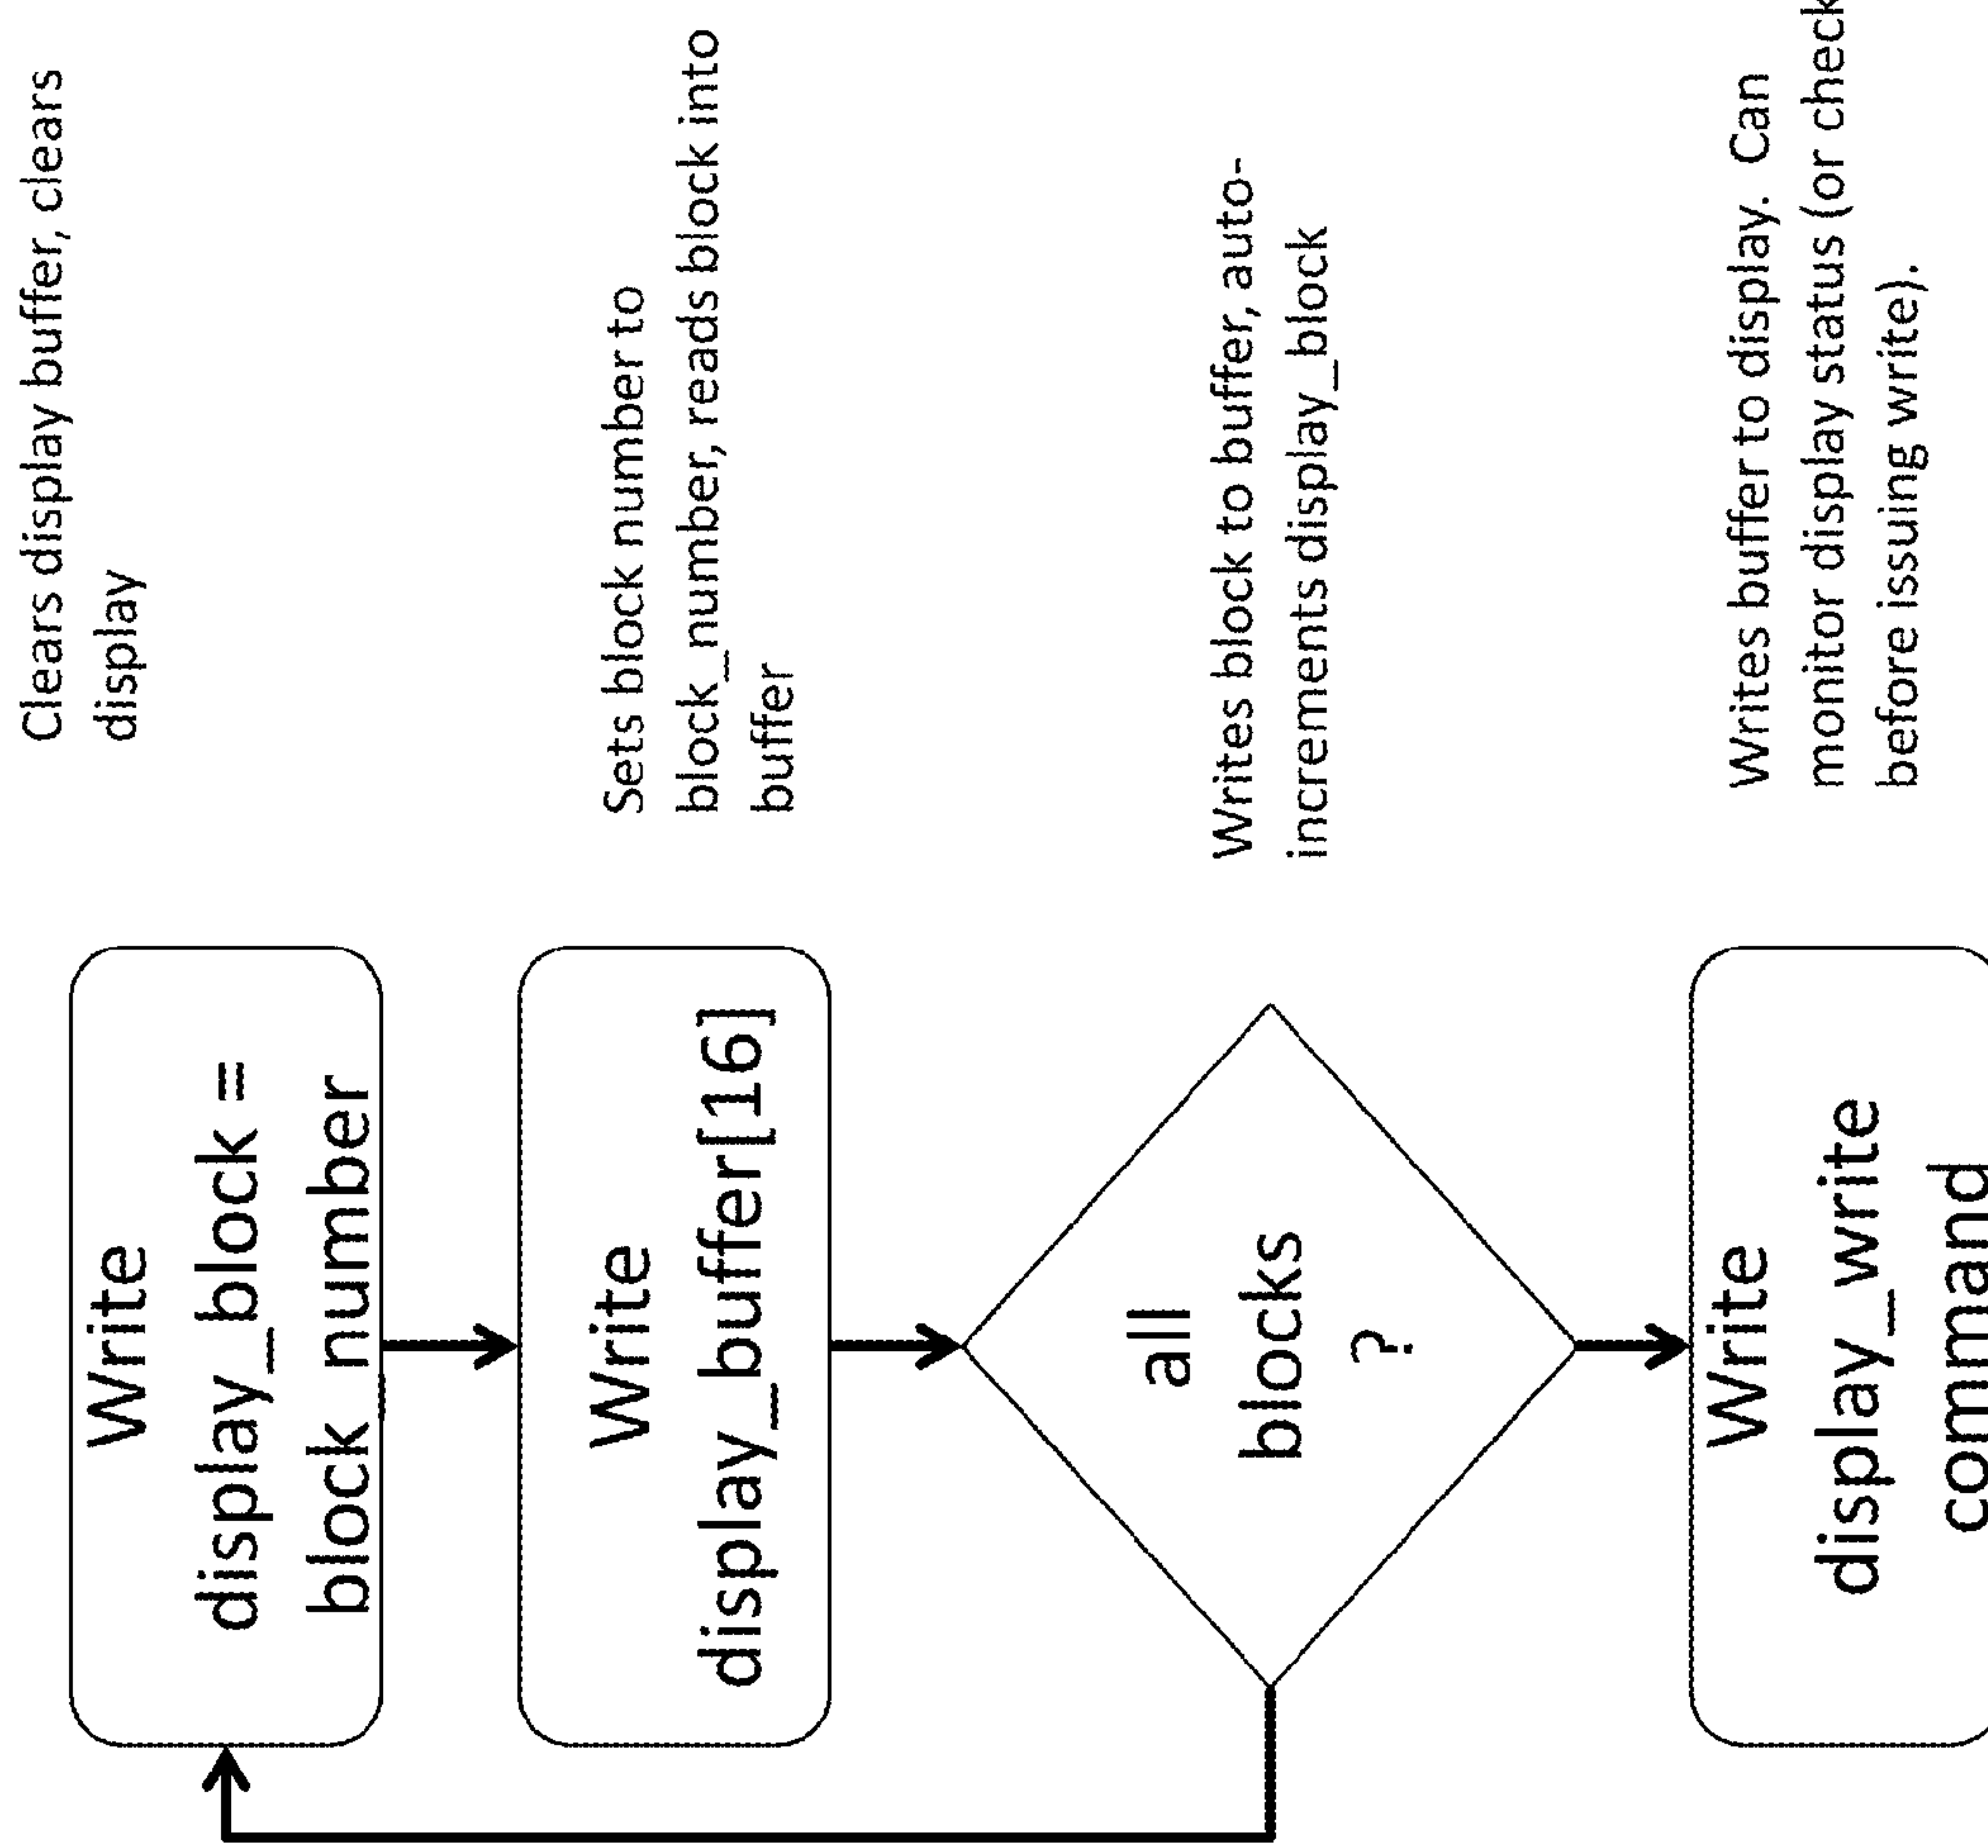 Clears display buffer, clears
display
Write
display_block =
block_number
Sets block number to
block_number, reads block into
buffer
Write
display_buffer[16]
Writes block to buffer, auto-
increments display_block
all
blocks
?
Writes buffer to display. Can
monitor display status (or check
before issuing write).
Write
display_write
command